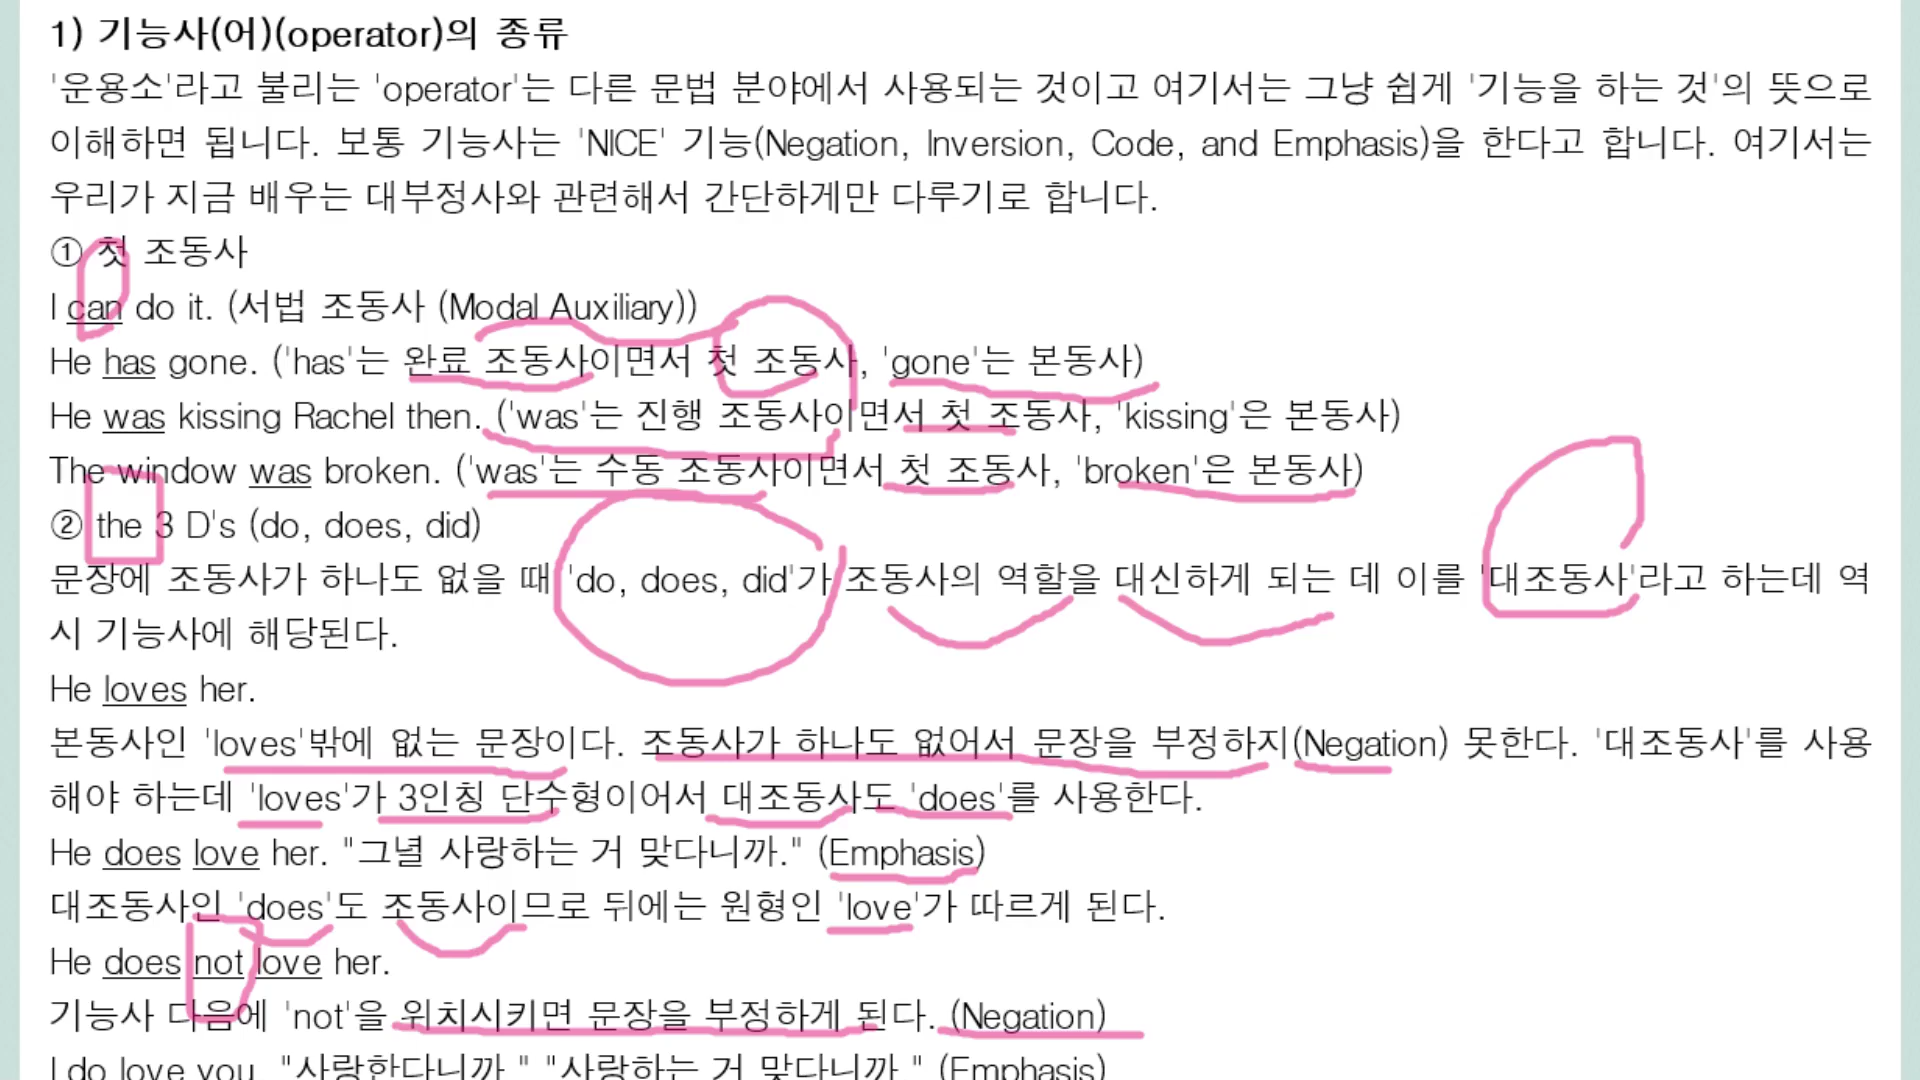 1) 기능사(어)(operator)의 종류
'운용소'라고 불리는 'operator'는 다른 문법 분야에서 사용되는 것이고 여기서는 그냥 쉽게 '기능을 하는 것'의 뜻으로
이해하면 됩니다. 보통 기능사는 'NICE' 기능(Negation, Inversion, Code, and Emphasis)을 한다고 합니다. 여기서는
우리가 지금 배우는 대부정사와 관련해서 간단하게만 다루기로 합니다.
① 첫 조동사
I can do it. (서법 조동사 (Modal Auxiliary))
He has gone. ('has'는 완료 조동사이면서 첫 조동사, 'gone'는 본동사)
He was kissing Rachel then. ('was'는 진행 조동사이면서 첫 조동사, 'kissing'은 본동사)
The window was broken. ('was'는 수동 조동사이면서 첫 조동사, 'broken'은 본동사)
② the 3 D's (do, does, did)
문장에 조동사가 하나도 없을 때 'do, does, did'가 조동사의 역할을 대신하게 되는 데 이를 '대조동사'라고 하는데 역
시 기능사에 해당된다.
He loves her.
본동사인 'loves'밖에 없는 문장이다. 조동사가 하나도 없어서 문장을 부정하지(Negation) 못한다. '대조동사'를 사용
해야 하는데 'loves'가 3인칭 단수형이어서 대조동사도 'does'를 사용한다.
He does love her. "그녈 사랑하는 거 맞다니까." (Emphasis)
대조동사인 'does'도 조동사이므로 뒤에는 원형인 'love'가 따르게 된다.
He does not love her.
기능사 다음에 'not'을 위치시키면 문장을 부정하게 된다. (Negation)
I do love you. "사랑한다니까." "사랑하는 거 맞다니까." (Emphasis)